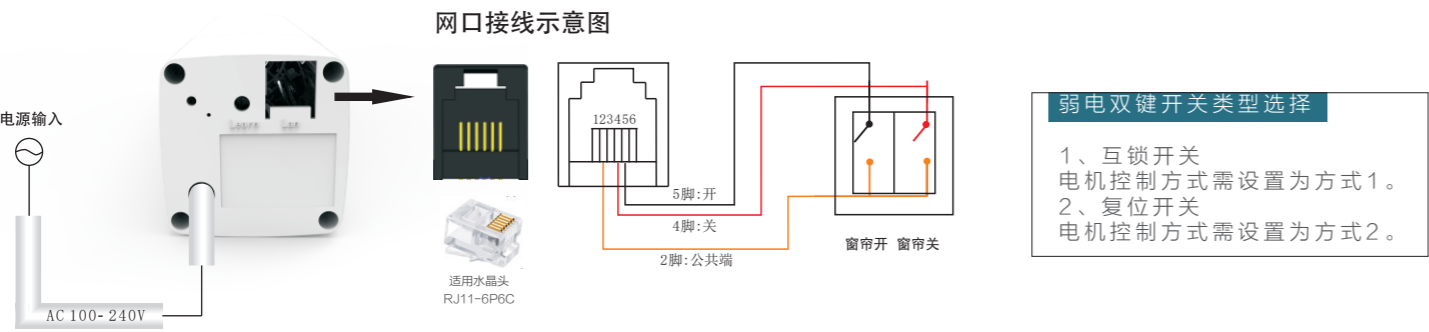 网口接线示意图
电源输入
Learn
Lan
AC 100-240V
适用水晶头
RJ11-6P6C
123456
5脚:开
4脚:关
2脚:公共端
窗帘开 窗帘关
弱电双键开关类型选择
1、互锁开关
电机控制方式需设置为方式1。
2、复位开关
电机控制方式需设置为方式2。